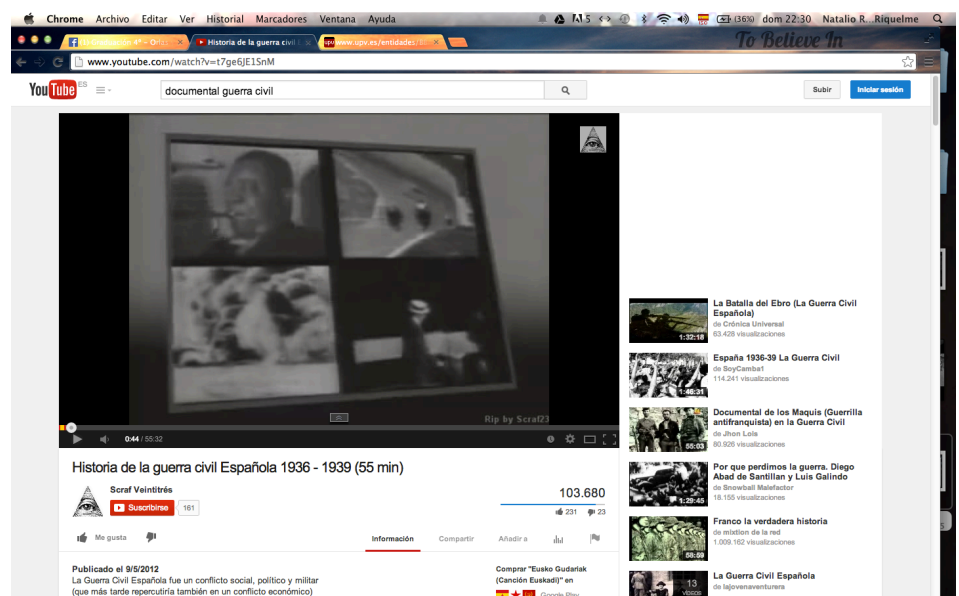 Chrome Archivo Editar Ver Historial Marcadores Ventana Ayuda
5 (36%) dom 22:30 Natalio R...Riquelme
Historia de la guerra civil
www.upv.es/entidades/
To Believe In
www.youtube.com/watch?v=t7ge6JE1SnM
YouTube ES
documental guerra civil
Subir
Iniciar sesión
Rip by Scraf23
0:44 / 55:32
Historia de la guerra civil Española 1936 - 1939 (55 min)
Scraf Veintitrés
Suscribirse 161
103.680
231 23
Me gusta
Información Compartir Añadir a
Publicado el 9/5/2012
La Guerra Civil Española fue un conflicto social, político y militar
(que más tarde repercutiría también en un conflicto económico)
Comprar "Eusko Gudariak
(Canción Euskadi)" en
Google Play
1:32:18
La Batalla del Ebro (La Guerra Civil
Española)
de Crónica Universal
63.428 visualizaciones
1:46:31
España 1936-39 La Guerra Civil
de SoyCamba1
114.241 visualizaciones
55:03
Documental de los Maquis (Guerrilla
antifranquista) en la Guerra Civil
de Jhon Lois
80.926 visualizaciones
1:29:45
Por que perdimos la guerra. Diego
Abad de Santillan y Luis Galindo
de Snowball Malefactor
18.155 visualizaciones
58:59
Franco la verdadera historia
de mixtion de la red
1.009.162 visualizaciones
13
VÍDEOS
La Guerra Civil Española
de lajovenaventurera